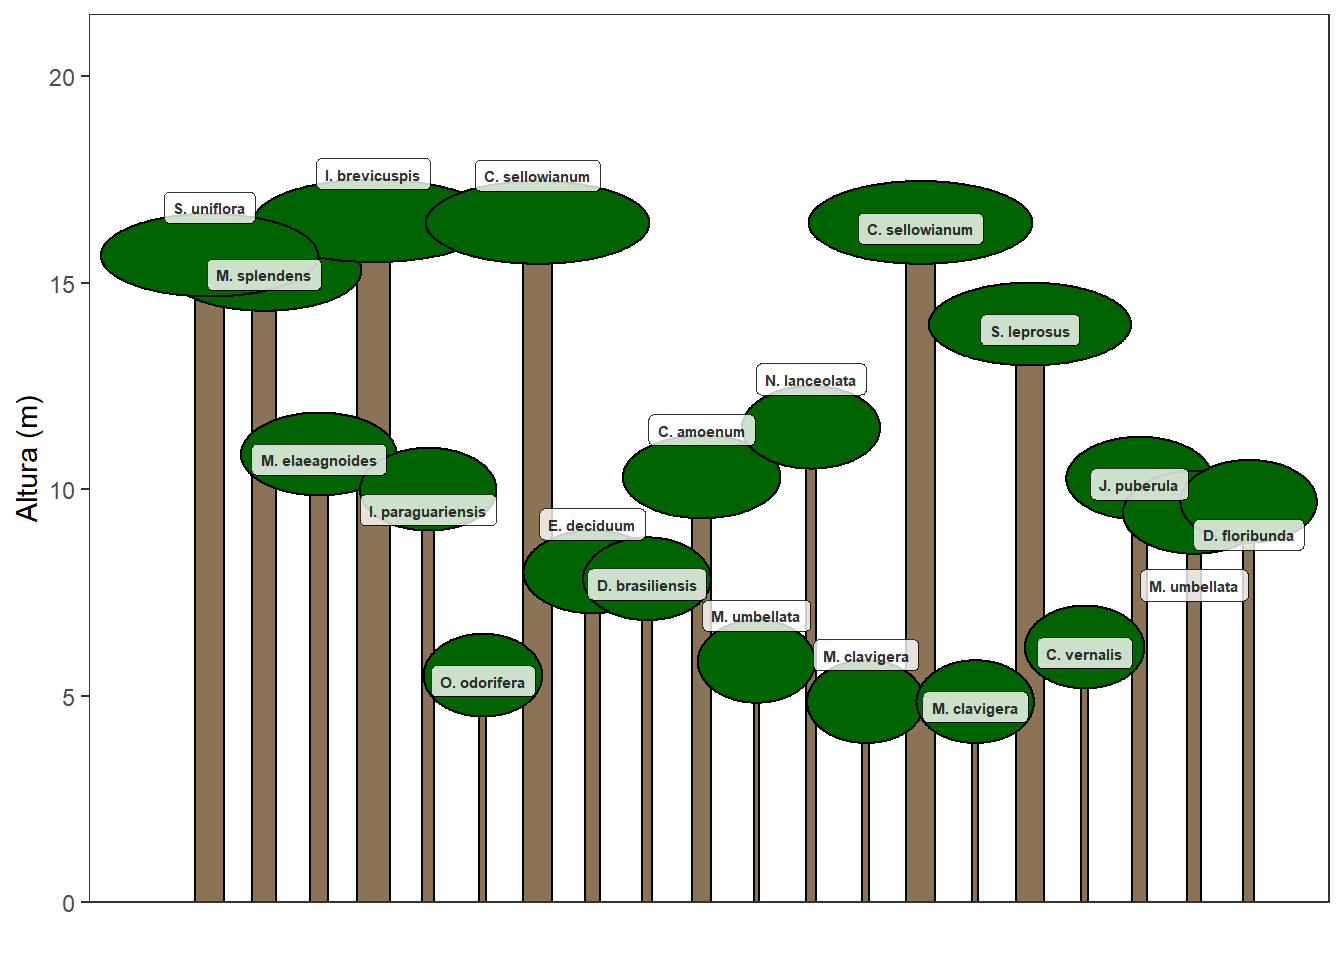 Altura (m)
20
15
10
5
0
I. brevicuspis
C. sellowianum
S. uniflora
C. sellowianum
M. splendens
S. leprosus
N. lanceolata
C. amoenum
M. elaeagnoides
J. puberula
I. paraguariensis
E. deciduum
D. floribunda
D. brasiliensis
M. umbellata
M. umbellata
M. clavigera
C. vernalis
O. odorifera
M. clavigera